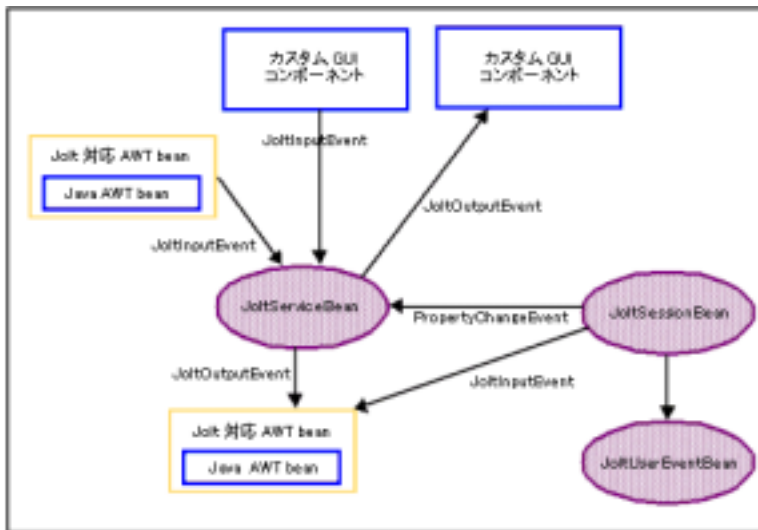 カスタム GUI
コンポーネント
カスタム GUI
コンポーネント
JoltInputEvent
Jolt 対応 AWT bean
Java AWT bean
JoltOutputEvent
JoltInputEvent
JoltServiceBean
PropertyChangeEvent
JoltSessionBean
JoltOutputEvent
JoltInputEvent
Jolt 対応 AWT bean
Java AWT bean
JoltUserEventBean